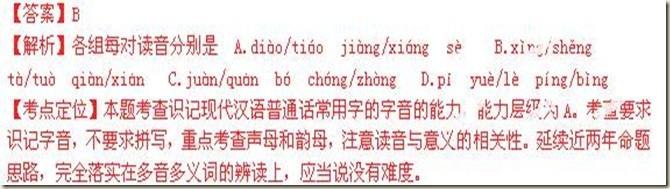 【答案】B
【解析】各组每对读音分别是 A.diào/tiáo jiàng/xiáng sè B.xǐng/shěng
tà/tuò qiàn/xiān C.juàn/quán bó chóng/zhòng D.pī yuè/lè píng/bìng
【考点定位】本题考查识记现代汉语普通话常用字的字音的能力，能力层级为 A。考查要求
识记字音，不要求拼写，重点考查声母和韵母，注意读音与意义的相关性。延续近两年命题
思路，完全落实在多音多义词的辨读上，应当说没有难度。